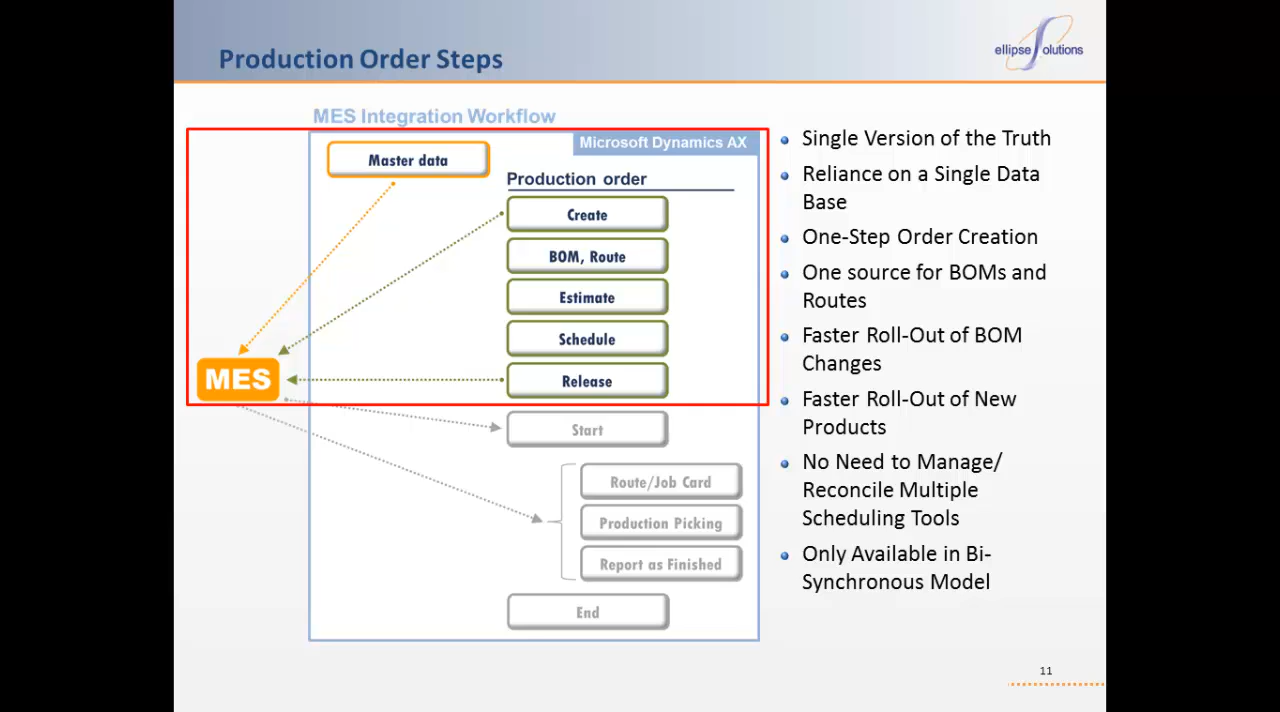 Production Order Steps
ellipse Solutions
MES Integration Workflow
Microsoft Dynamics AX
Master data
Production order
Create
BOM, Route
Estimate
Schedule
Release
MES
Start
Route/Job Card
Production Picking
Report as Finished
End
Single Version of the Truth
Reliance on a Single Data
Base
One-Step Order Creation
One source for BOMs and
Routes
Faster Roll-Out of BOM
Changes
Faster Roll-Out of New
Products
No Need to Manage/
Reconcile Multiple
Scheduling Tools
Only Available in Bi-
Synchronous Model
11